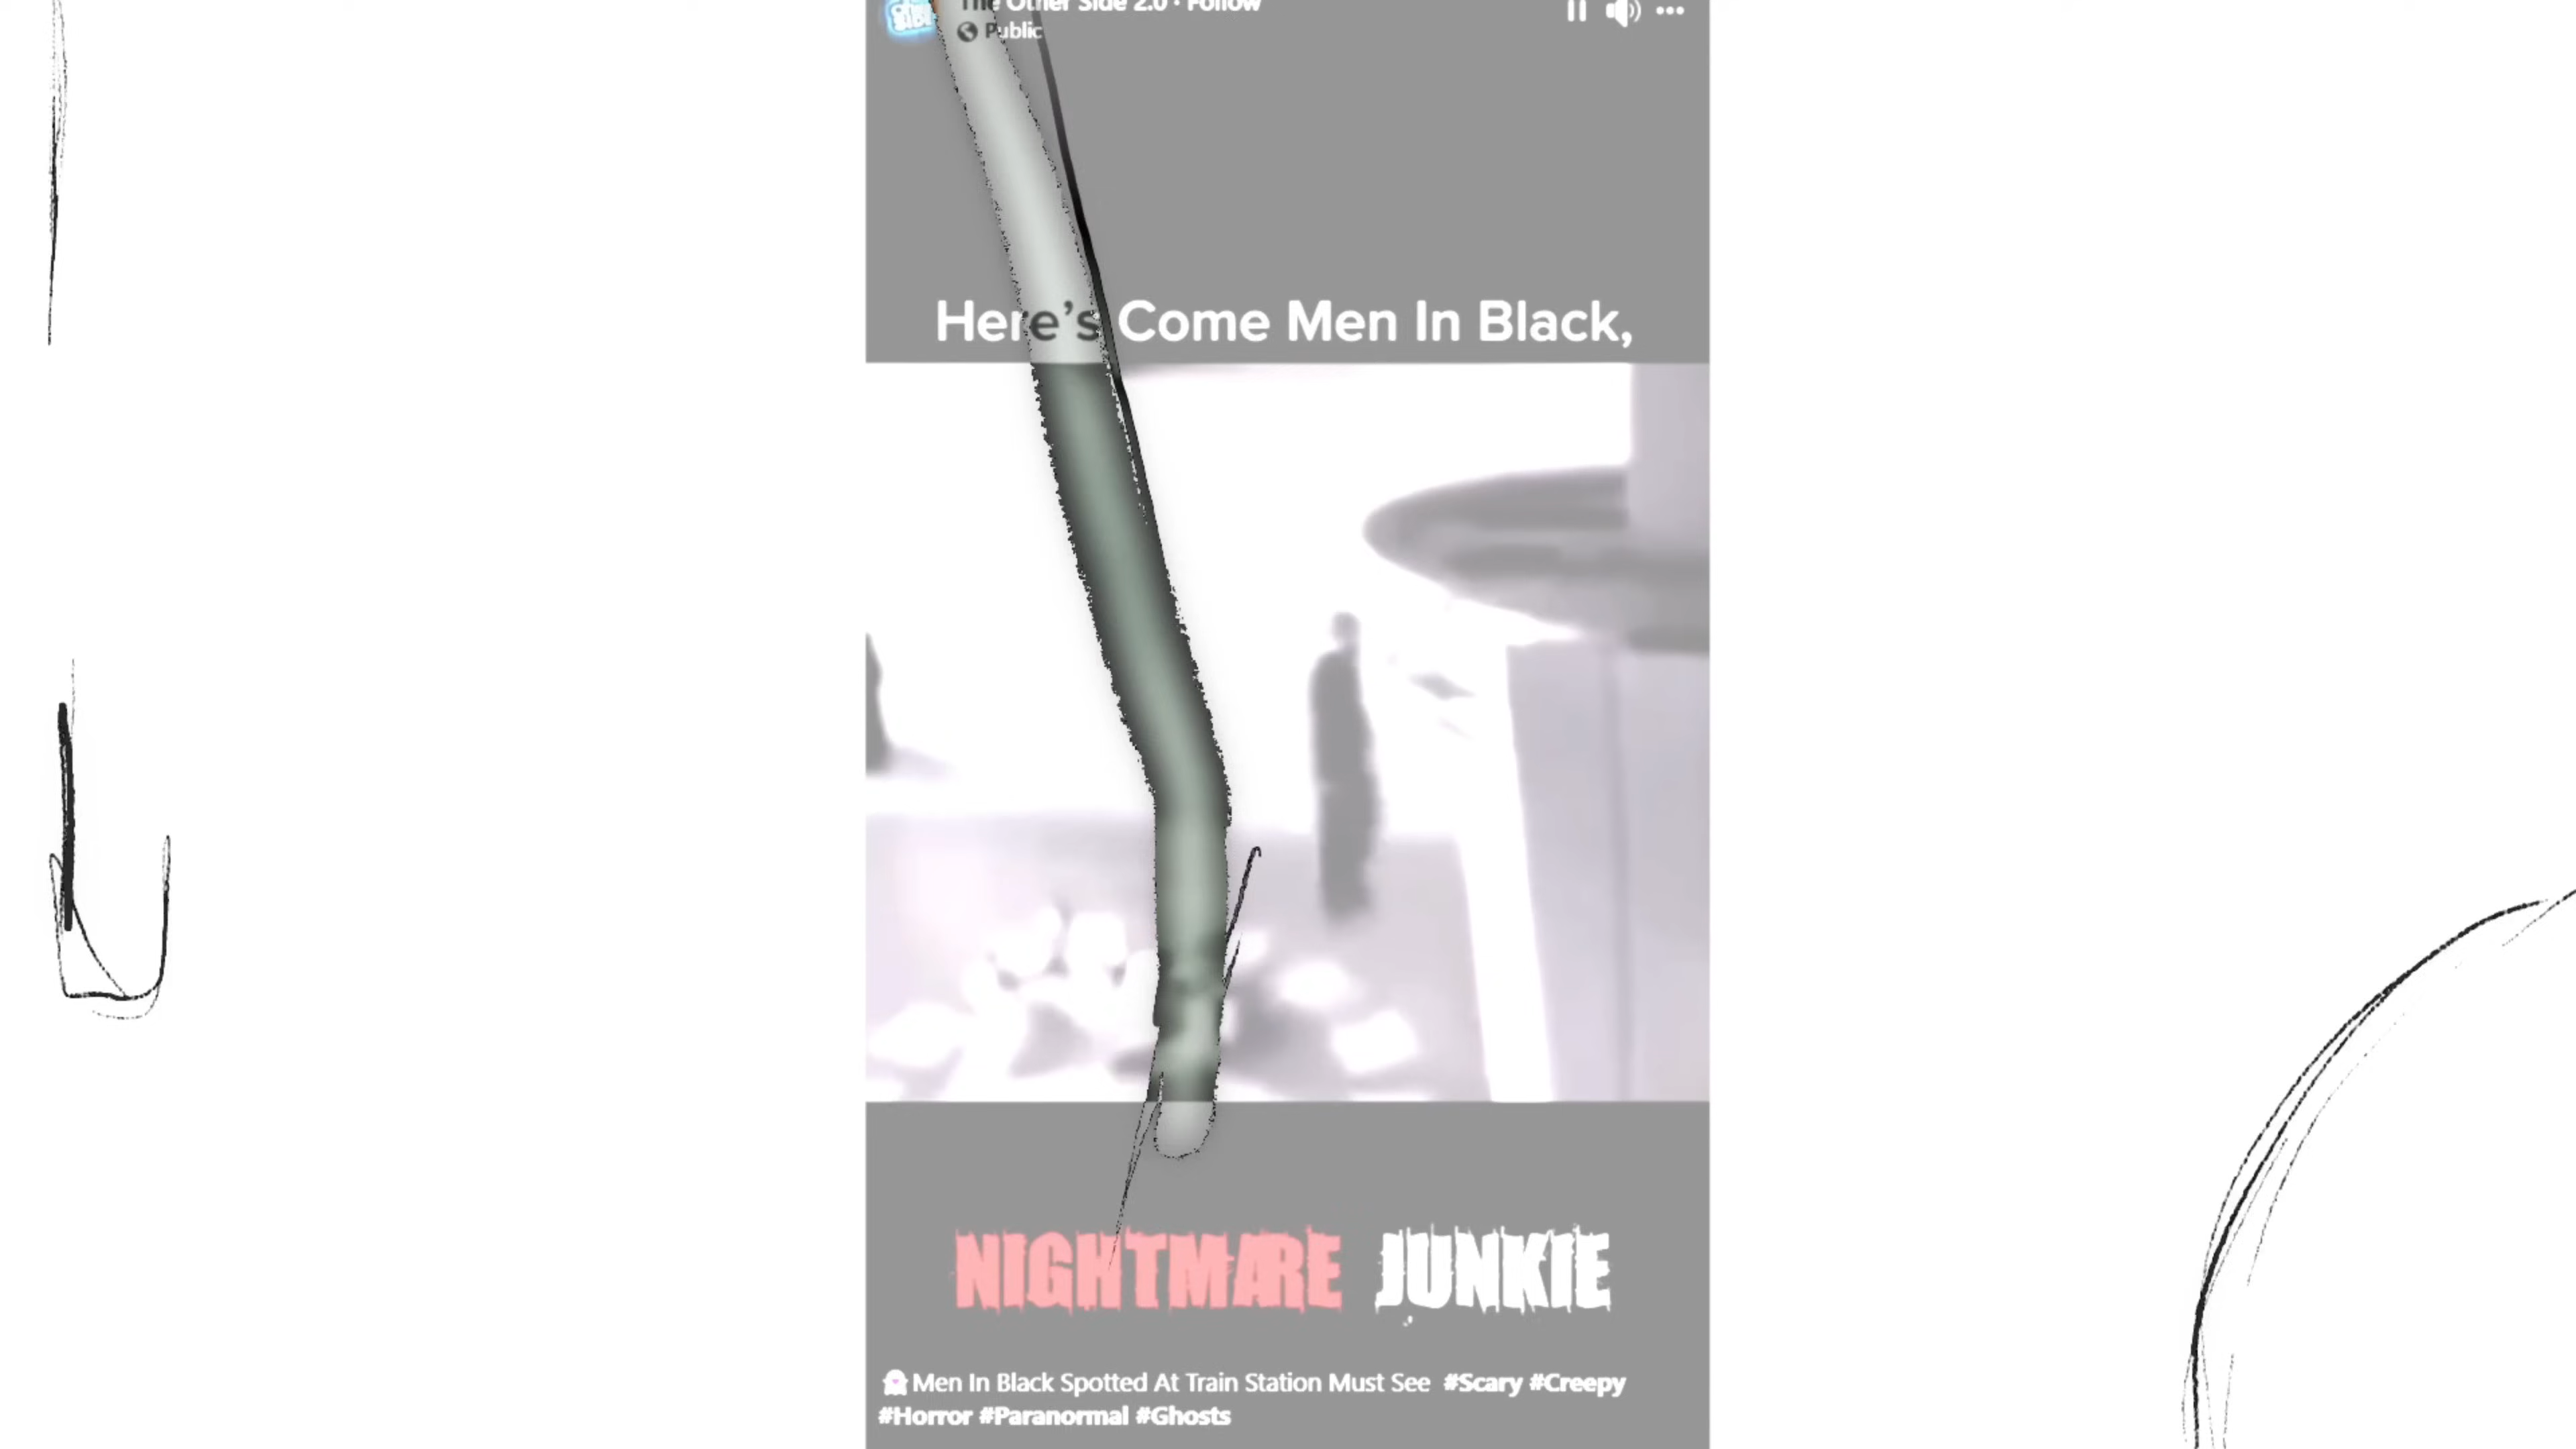 The Other Side 2.0 · Follow
Public
Here's Come Men In Black,
NIGHTMARE JUNKIE
Men In Black Spotted At Train Station Must See #Scary #Creepy
#Horror #Paranormal #Ghosts